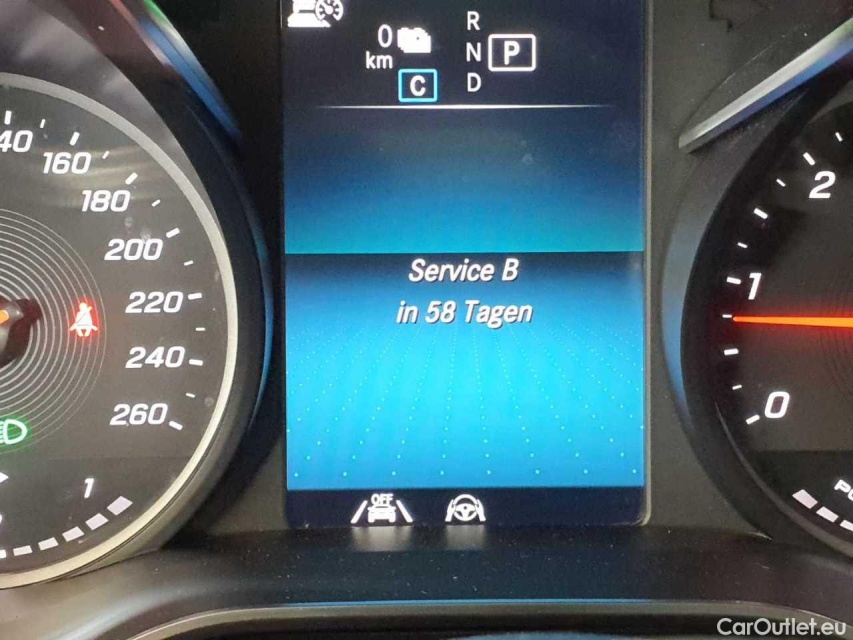 0
km
C
R
N
D
P
160
180
200
220
240
260
1
Service B
in 58 Tagen
OFF
2
1
0
CarOutlet.eu